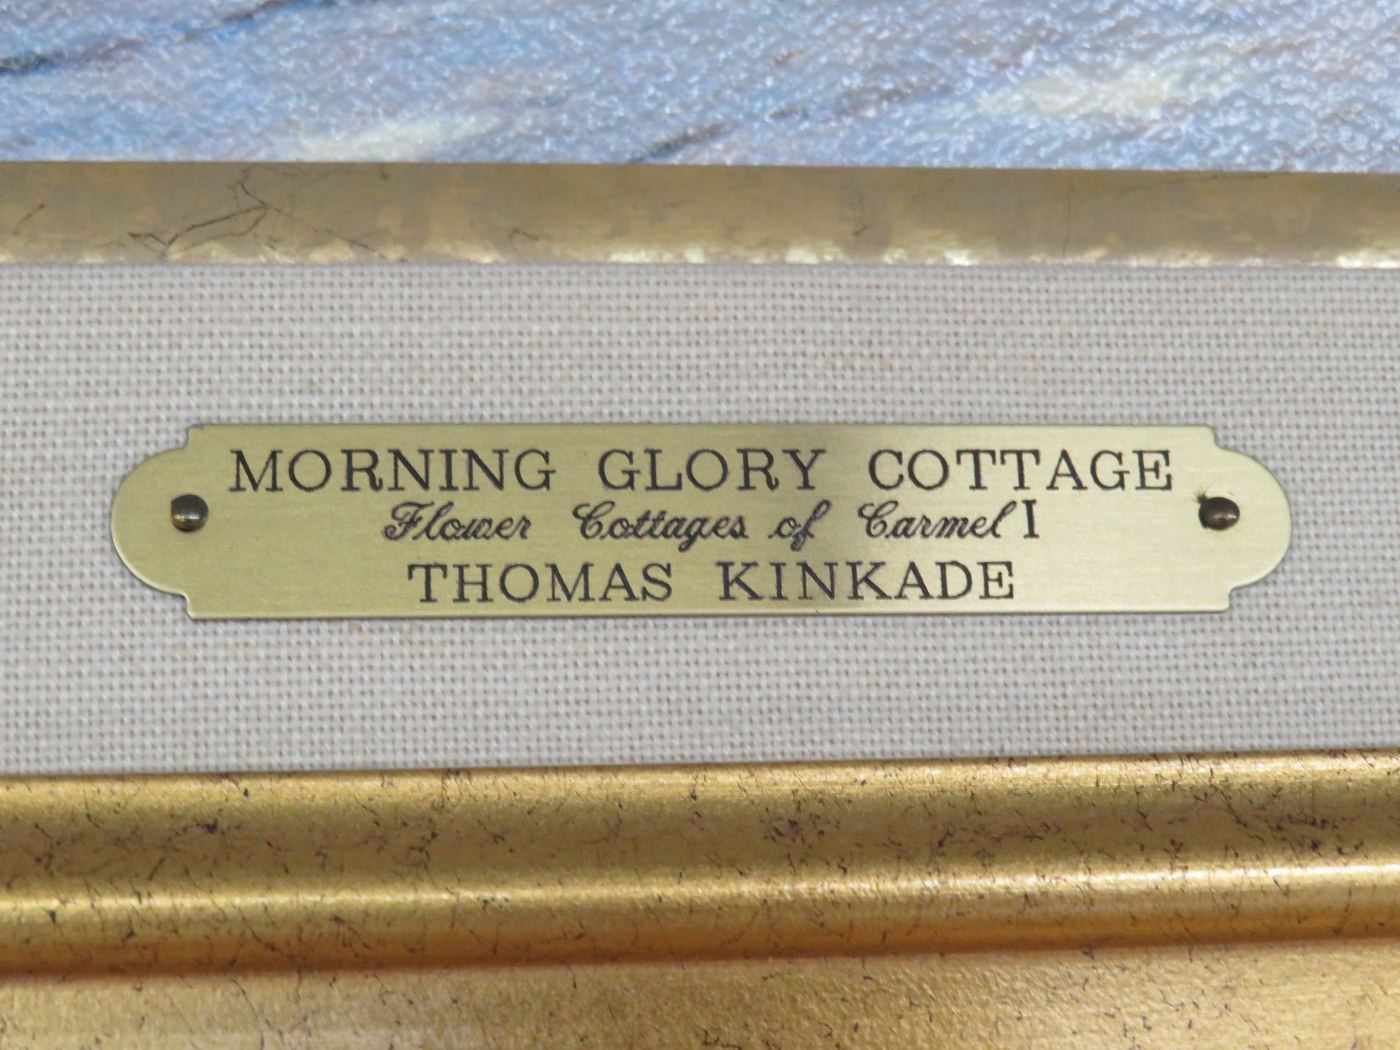 MORNING GLORY COTTAGE
Flower Cottages of Carmel I
THOMAS KINKADE